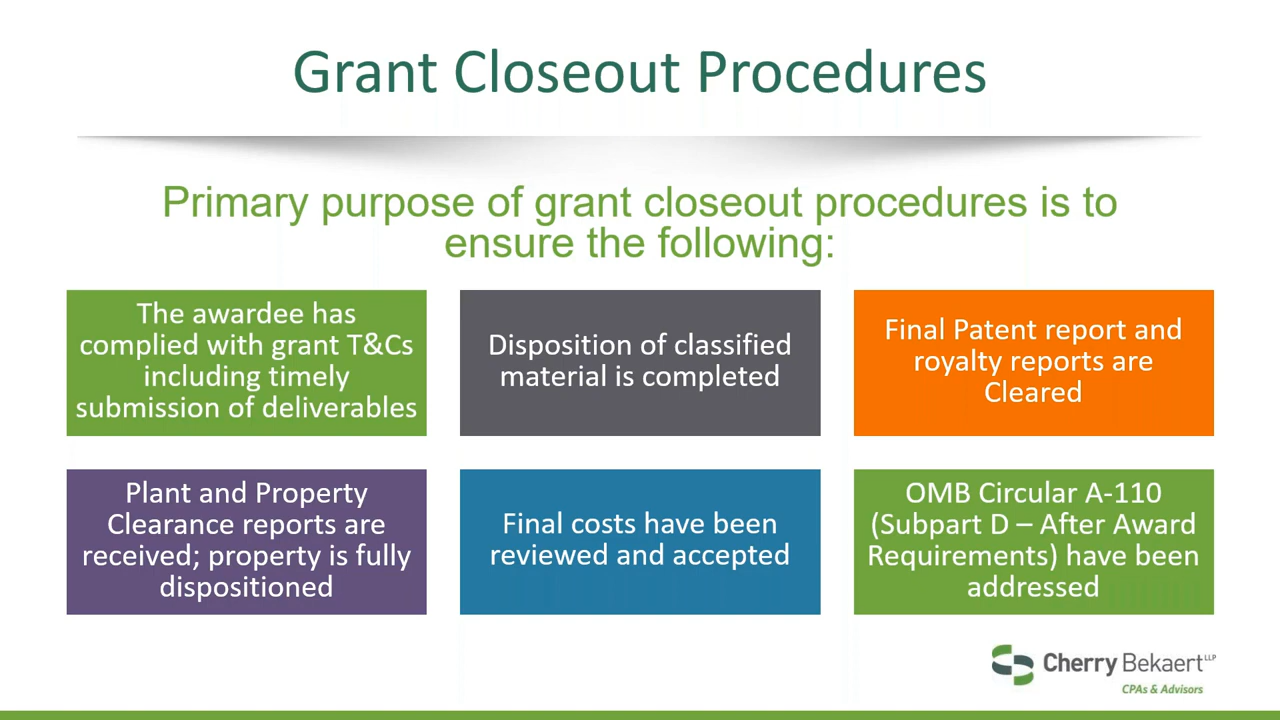 Grant Closeout Procedures
Primary purpose of grant closeout procedures is to
ensure the following:
The awardee has
complied with grant T&Cs
including timely
submission of deliverables
Disposition of classified
material is completed
Final Patent report and
royalty reports are
Cleared
Plant and Property
Clearance reports are
received; property is fully
dispositioned
Final costs have been
reviewed and accepted
OMB Circular A-110
(Subpart D – After Award
Requirements) have been
addressed
Cherry Bekaert LLP
CPAs & Advisors